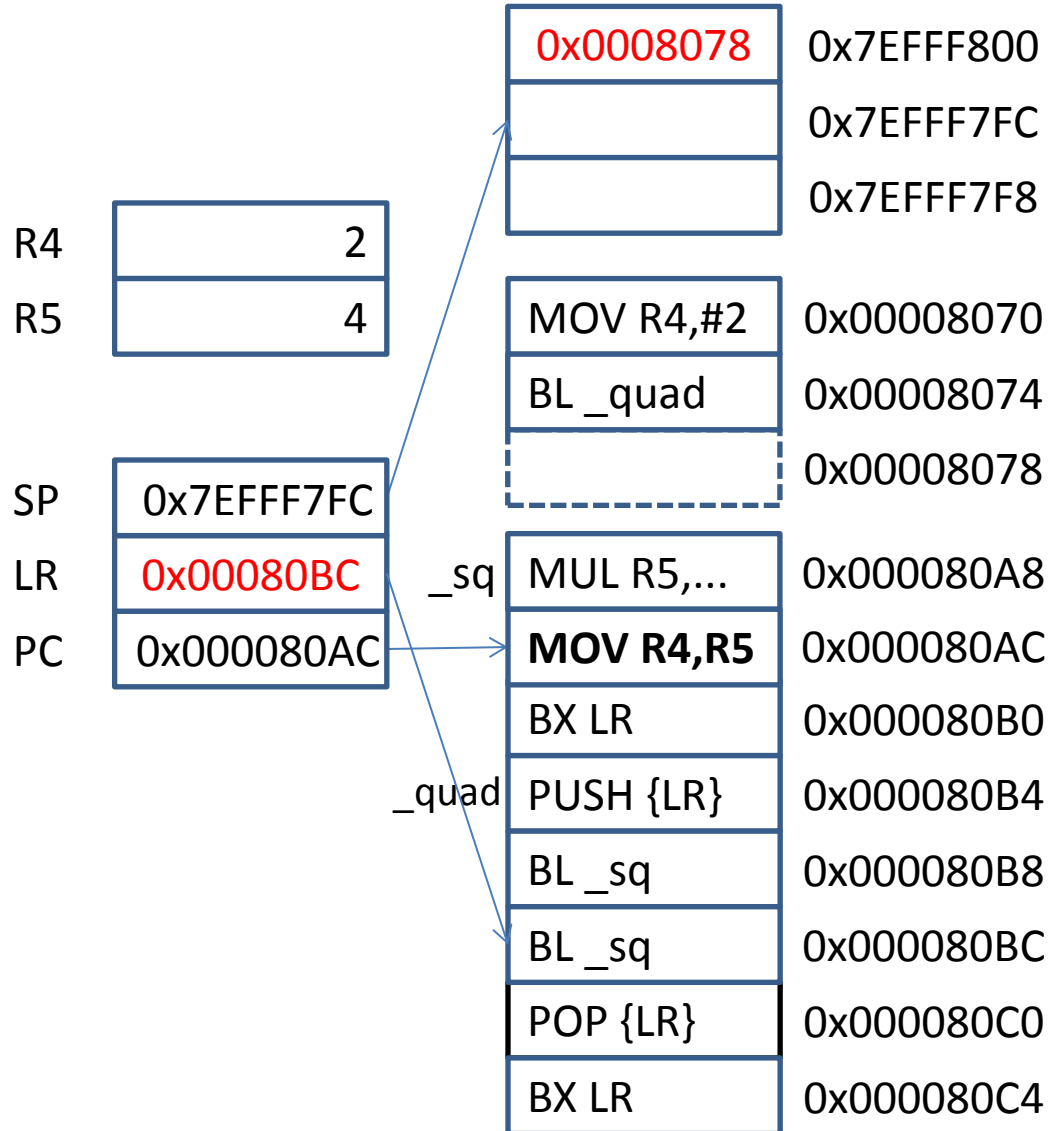 0x0008078 0x7EFFF800
0x7EFFF7FC
0x7EFFF7F8
R4 2
R5 4
MOV R4,#2 0x00008070
BL _quad 0x00008074
0x00008078
SP 0x7EFFF7FC
LR 0x00080BC
PC 0x000080AC
_sq MUL R5,... 0x000080A8
MOV R4,R5 0x000080AC
BX LR 0x000080B0
_quad PUSH {LR} 0x000080B4
BL _sq 0x000080B8
BL _sq 0x000080BC
POP {LR} 0x000080C0
BX LR 0x000080C4